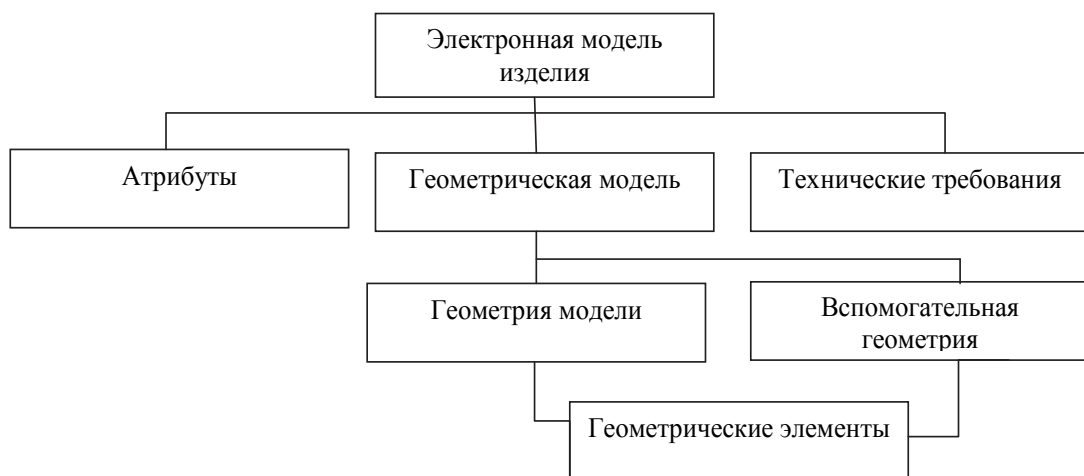 Электронная модель
изделия
Атрибуты
Геометрическая модель
Технические требования
Геометрия модели
Вспомогательная
геометрия
Геометрические элементы